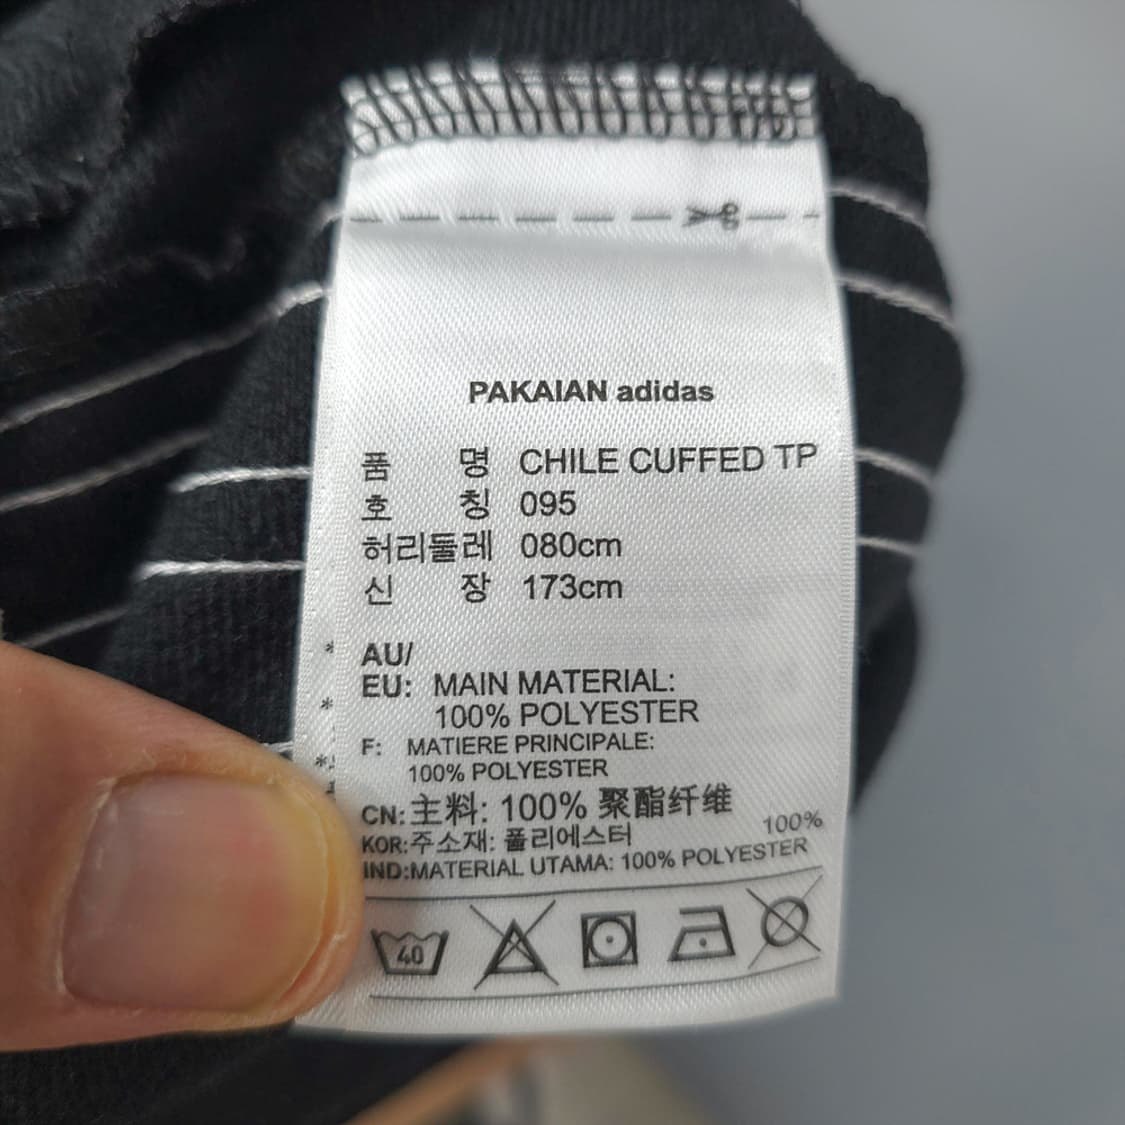 PAKAIAN adidas
품 명 CHILE CUFFED TP
호 칭 095
허리둘레 080cm
신 장 173cm
AU/
EU: MAIN MATERIAL:
100% POLYESTER
F: MATIERE PRINCIPALE:
100% POLYESTER
CN:主料: 100% 聚酯纤维
KOR:주소재: 폴리에스터 100%
IND:MATERIAL UTAMA: 100% POLYESTER
40